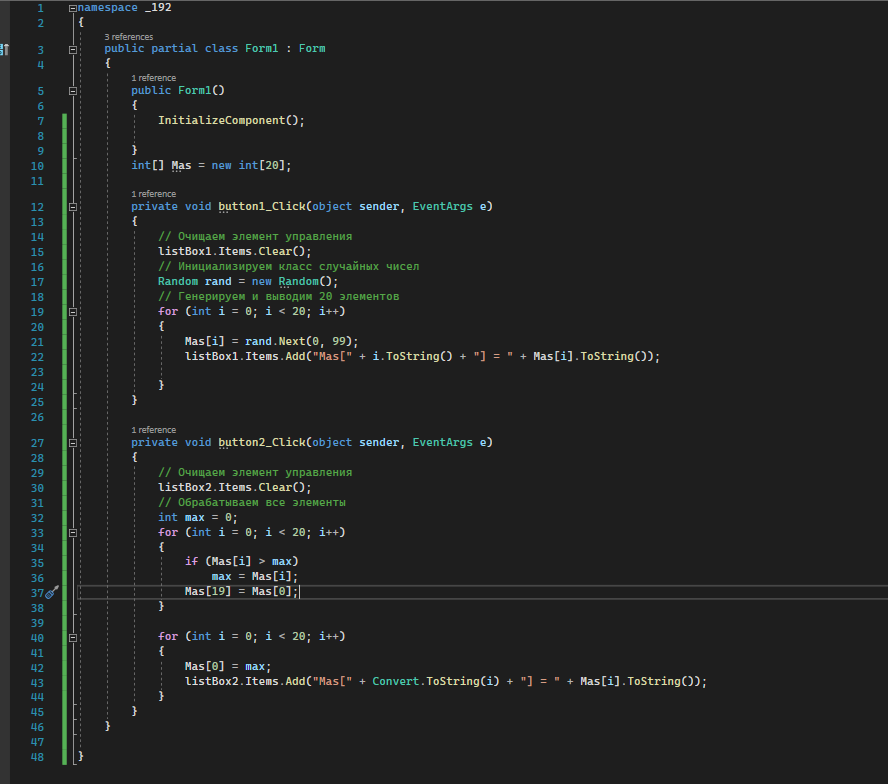 1 namespace _192
2 {
3 references
3 public partial class Form1 : Form
4 {
1 reference
5 public Form1()
6 {
7 InitializeComponent();
8
9 }
10 int[] Mas = new int[20];
11
1 reference
12 private void button1_Click(object sender, EventArgs e)
13 {
14 // Очищаем элемент управления
15 listBox1.Items.Clear();
16 // Инициализируем класс случайных чисел
17 Random rand = new Random();
18 // Генерируем и выводим 20 элементов
19 for (int i = 0; i < 20; i++)
20 {
21 Mas[i] = rand.Next(0, 99);
22 listBox1.Items.Add("Mas[" + i.ToString() + "] = " + Mas[i].ToString());
23
24 }
25 }
26
1 reference
27 private void button2_Click(object sender, EventArgs e)
28 {
29 // Очищаем элемент управления
30 listBox2.Items.Clear();
31 // Обрабатываем все элементы
32 int max = 0;
33 for (int i = 0; i < 20; i++)
34 {
35 if (Mas[i] > max)
36 max = Mas[i];
37 Mas[19] = Mas[0];
38 }
39
40 for (int i = 0; i < 20; i++)
41 {
42 Mas[0] = max;
43 listBox2.Items.Add("Mas[" + Convert.ToString(i) + "] = " + Mas[i].ToString());
44 }
45 }
46 }
47
48 }